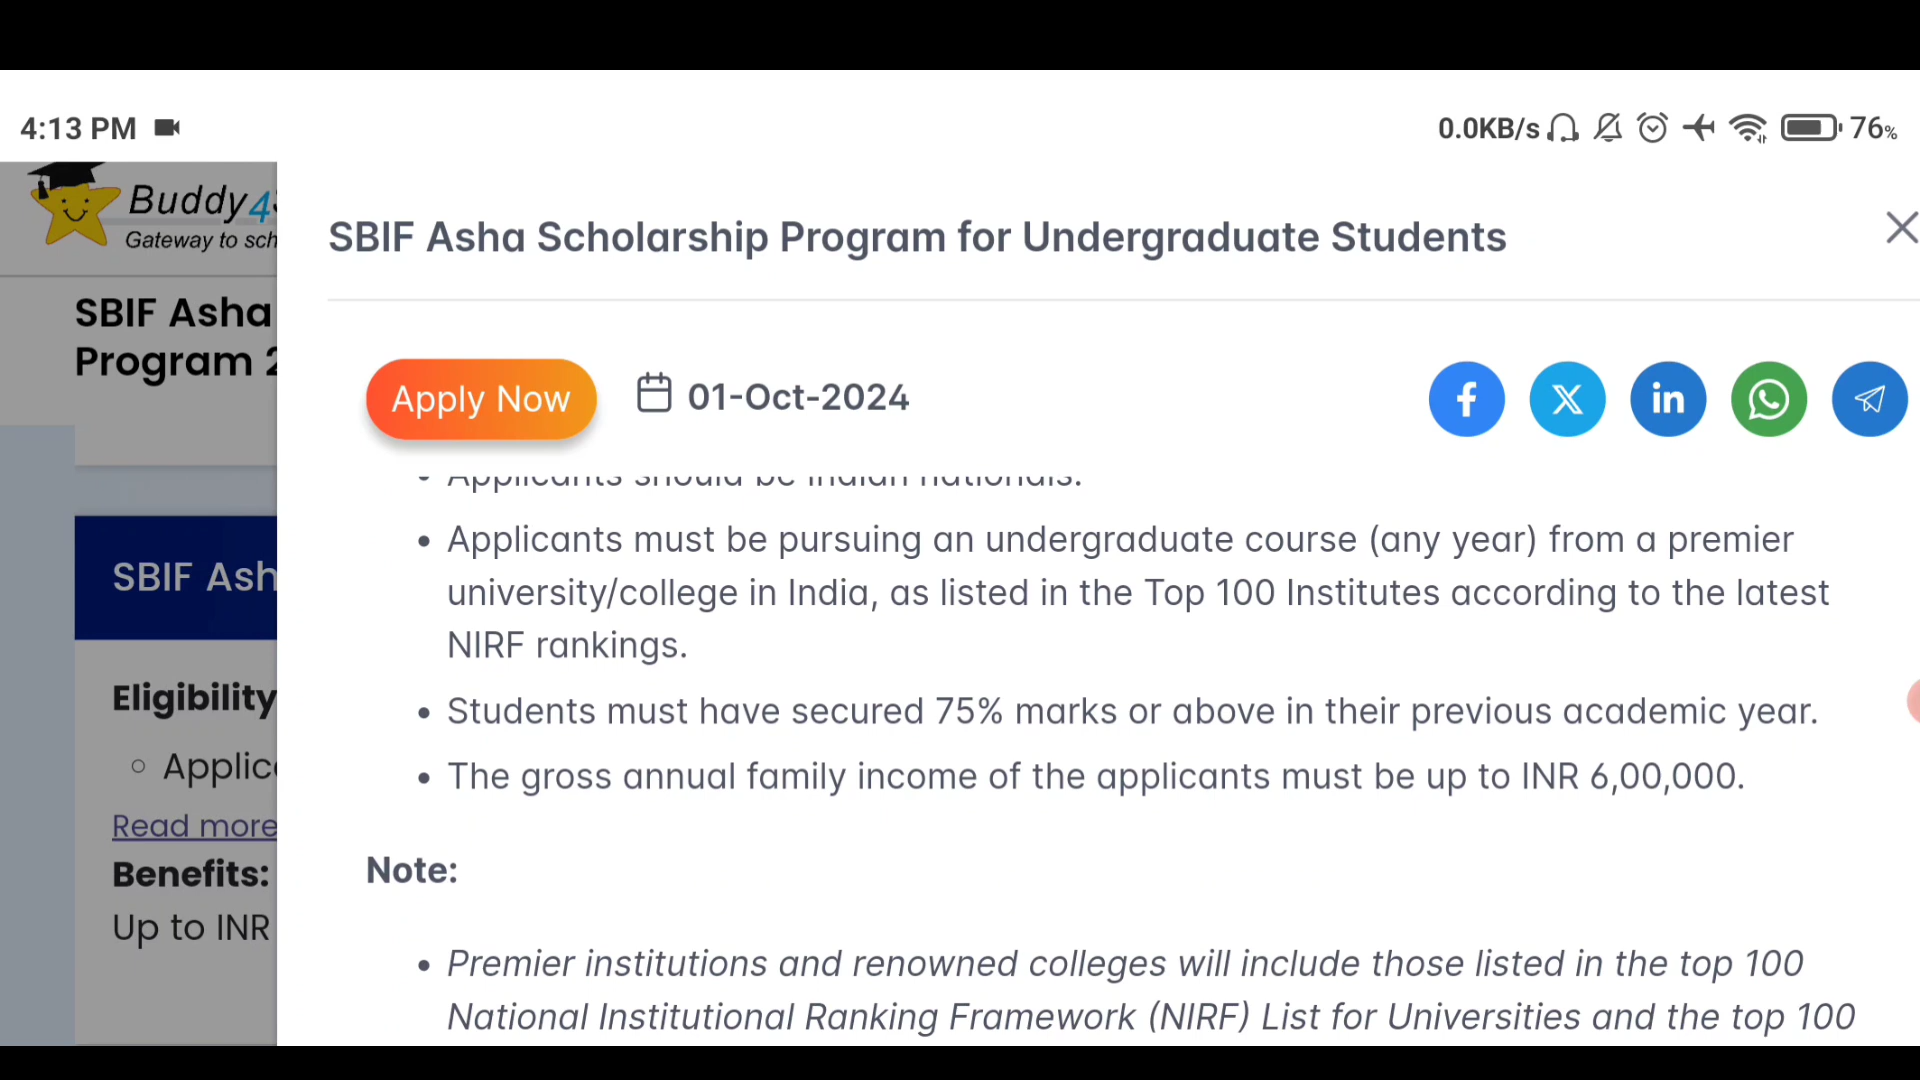 4:13 PM
0.0KB/s 76%
Buddy4
Gateway to sch
SBIF Asha
Program 2
SBIF Ash
Eligibility
Applic
Read more
Benefits:
Up to INR
SBIF Asha Scholarship Program for Undergraduate Students
Apply Now
01-Oct-2024
Applicants should be Indian nationals.
• Applicants must be pursuing an undergraduate course (any year) from a premier
university/college in India, as listed in the Top 100 Institutes according to the latest
NIRF rankings.
• Students must have secured 75% marks or above in their previous academic year.
• The gross annual family income of the applicants must be up to INR 6,00,000.
Note:
• Premier institutions and renowned colleges will include those listed in the top 100
National Institutional Ranking Framework (NIRF) List for Universities and the top 100